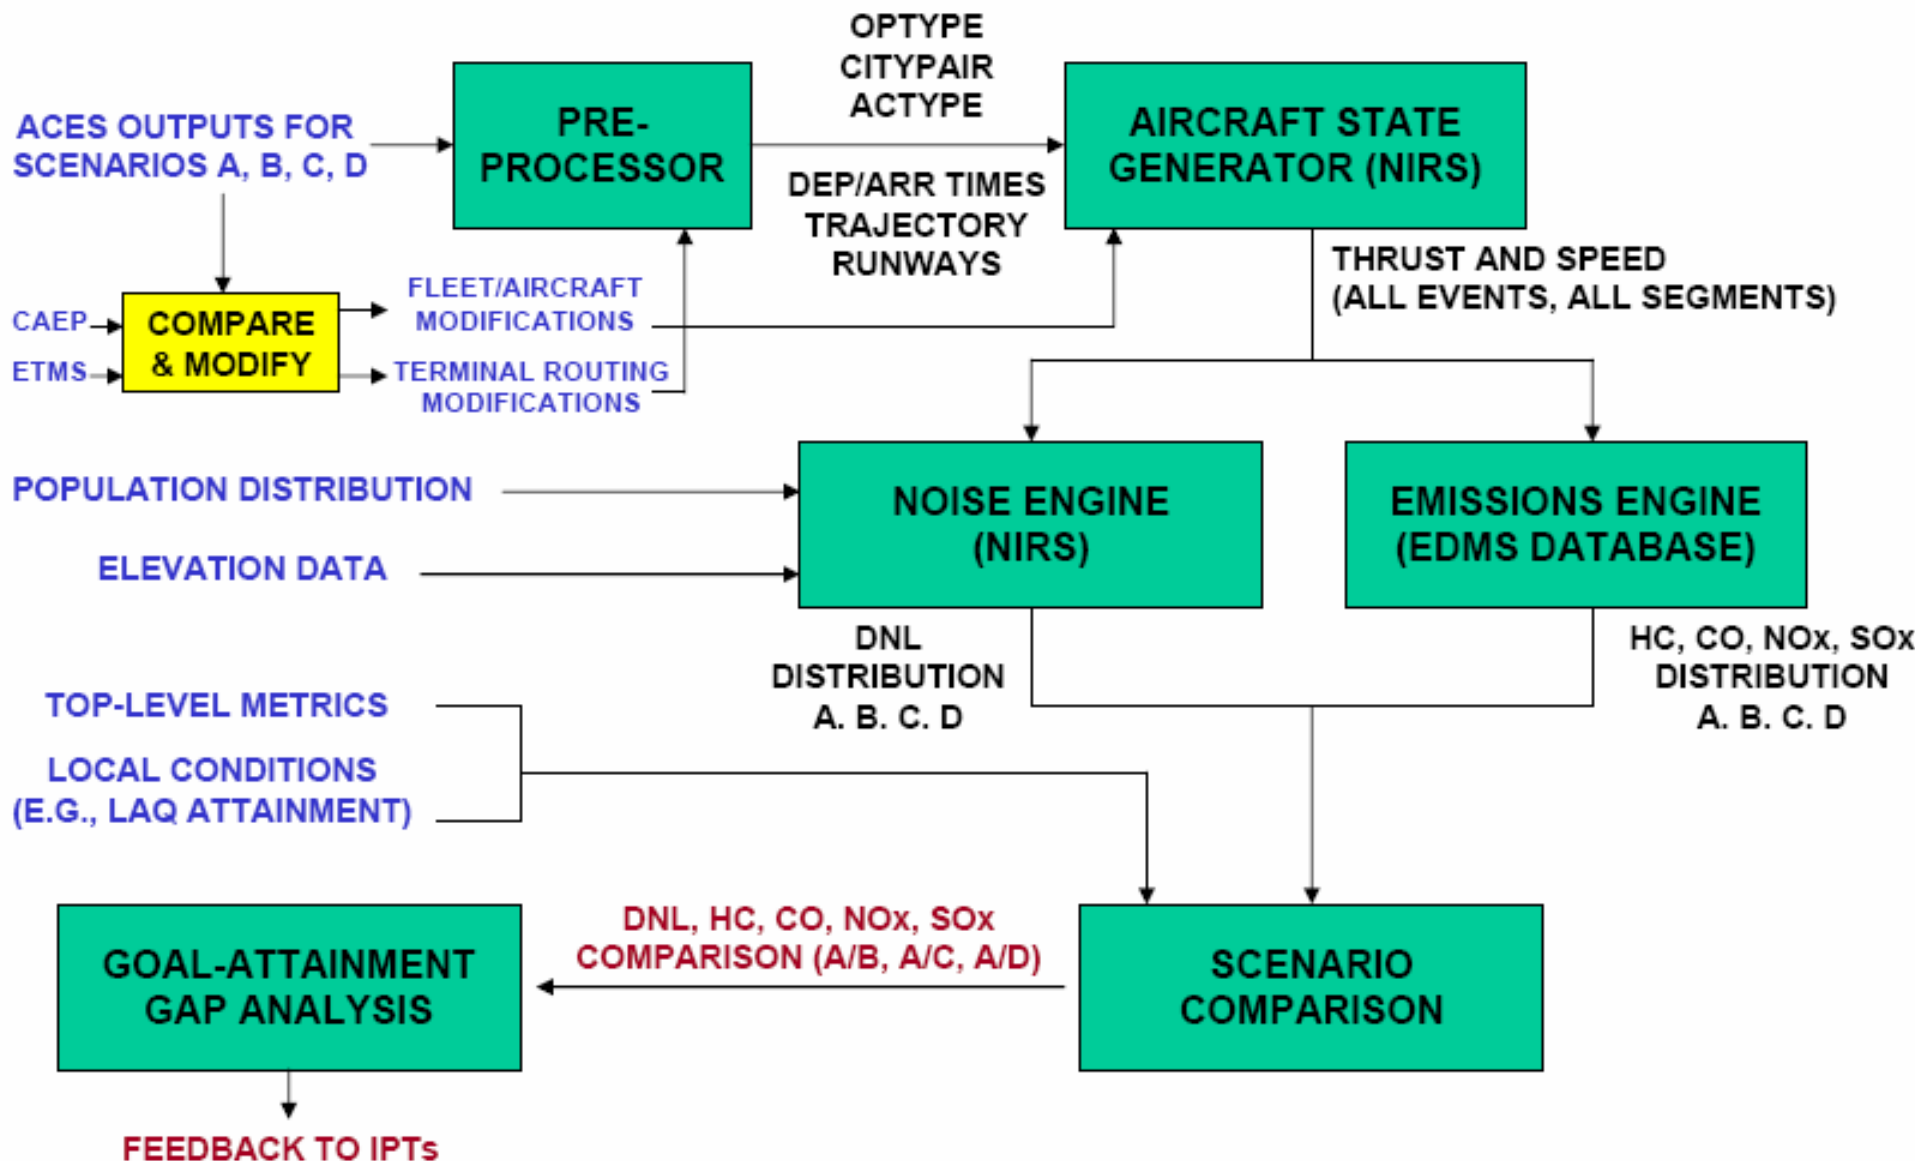 OPTYPE
CITYPAIR
ACTYPE
ACES OUTPUTS FOR
SCENARIOS A, B, C, D
PRE-
PROCESSOR
AIRCRAFT STATE
GENERATOR (NIRS)
DEP/ARR TIMES
TRAJECTORY
RUNWAYS
THRUST AND SPEED
(ALL EVENTS, ALL SEGMENTS)
CAEP
ETMS
COMPARE
& MODIFY
FLEET/AIRCRAFT
MODIFICATIONS
TERMINAL ROUTING
MODIFICATIONS
POPULATION DISTRIBUTION
ELEVATION DATA
NOISE ENGINE
(NIRS)
EMISSIONS ENGINE
(EDMS DATABASE)
DNL
DISTRIBUTION
A. B. C. D
HC, CO, NOx, SOx
DISTRIBUTION
A. B. C. D
TOP-LEVEL METRICS
LOCAL CONDITIONS
(E.G., LAQ ATTAINMENT)
GOAL-ATTAINMENT
GAP ANALYSIS
DNL, HC, CO, NOx, SOx
COMPARISON (A/B, A/C, A/D)
SCENARIO
COMPARISON
FEEDBACK TO IPTs